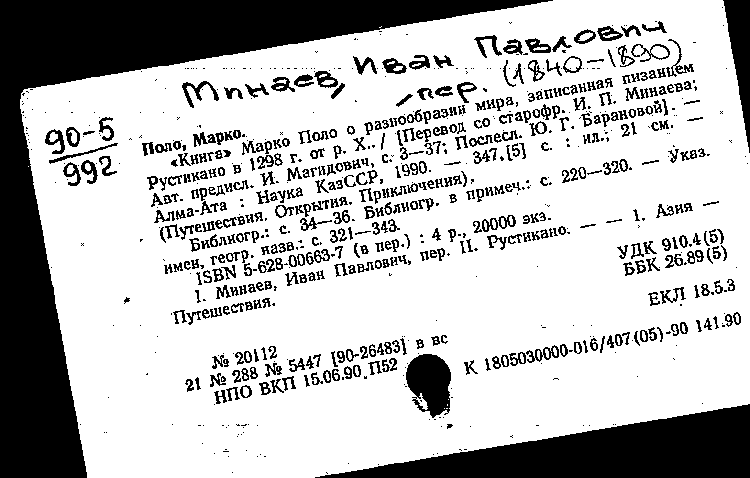 Минаев, Иван Павлович
, пер. (1840-1890)
90-5
992
Поло, Марко.
«Книга» Марко Поло о разнообразии мира, записанная пизанцем
Рустикано в 1298 г. от р. Х.. / [Перевод со старофр. И. П. Минаева;
Авт. предисл. И. Магидович, с. 3—37; Послесл. Ю. Г. Барановой]. —
Алма-Ата : Наука КазССР, 1990. — 347,[5] с. : ил.; 21 см. —
(Путешествия. Открытия. Приключения),
Библиогр.: с. 34—36. Библиогр. в примеч.: с. 220—320. — Указ.
имен, геогр. назв.: с. 321—343.
ISBN 5-628-00663-7 (в пер.) : 4 р., 20000 экз.
1. Минаев, Иван Павлович, пер. II. Рустикано. — — 1. Азия —
Путешествия.
УДК 910.4(5)
ББК 26.89(5)
ЕКЛ 18.5.3
№ 20112
21 № 288 № 5447 [90-26483] в вс
НПО ВКП 15.06.90. П52
К 1805030000-016/407(05)-90 141.90